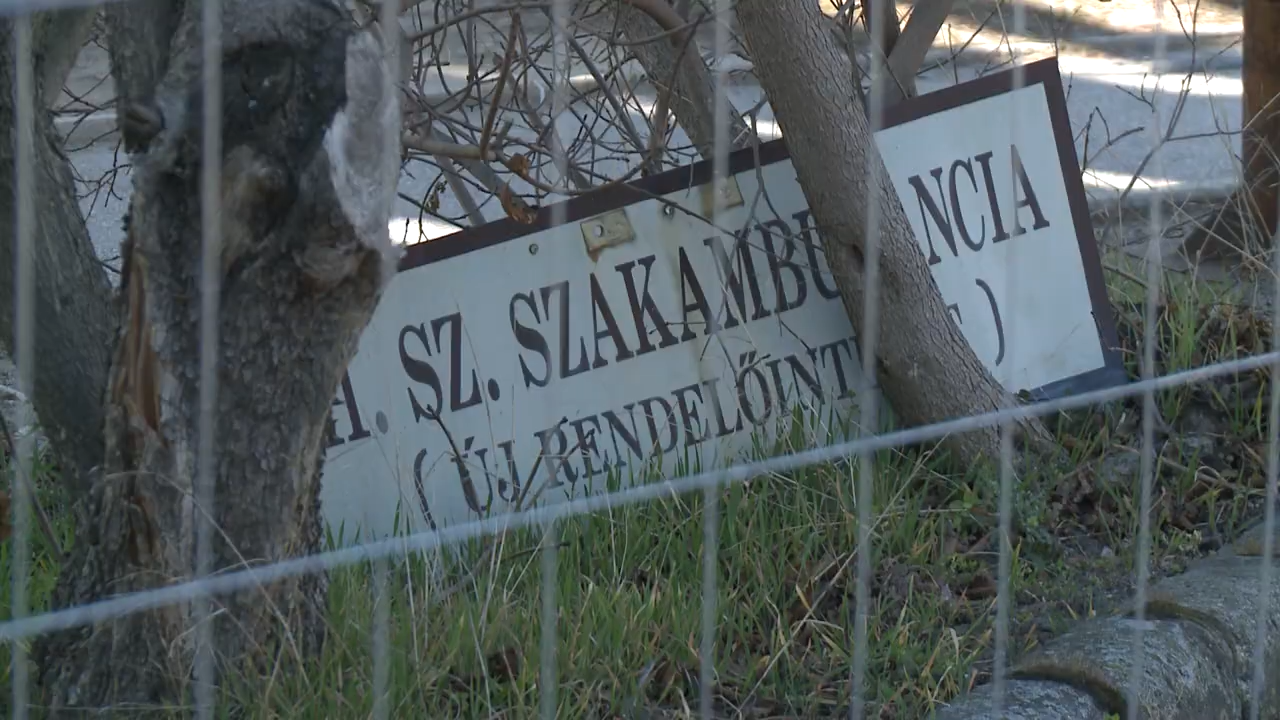 SZ. SZAKAMBU NCIA
( ÚJ RENDELŐINT )